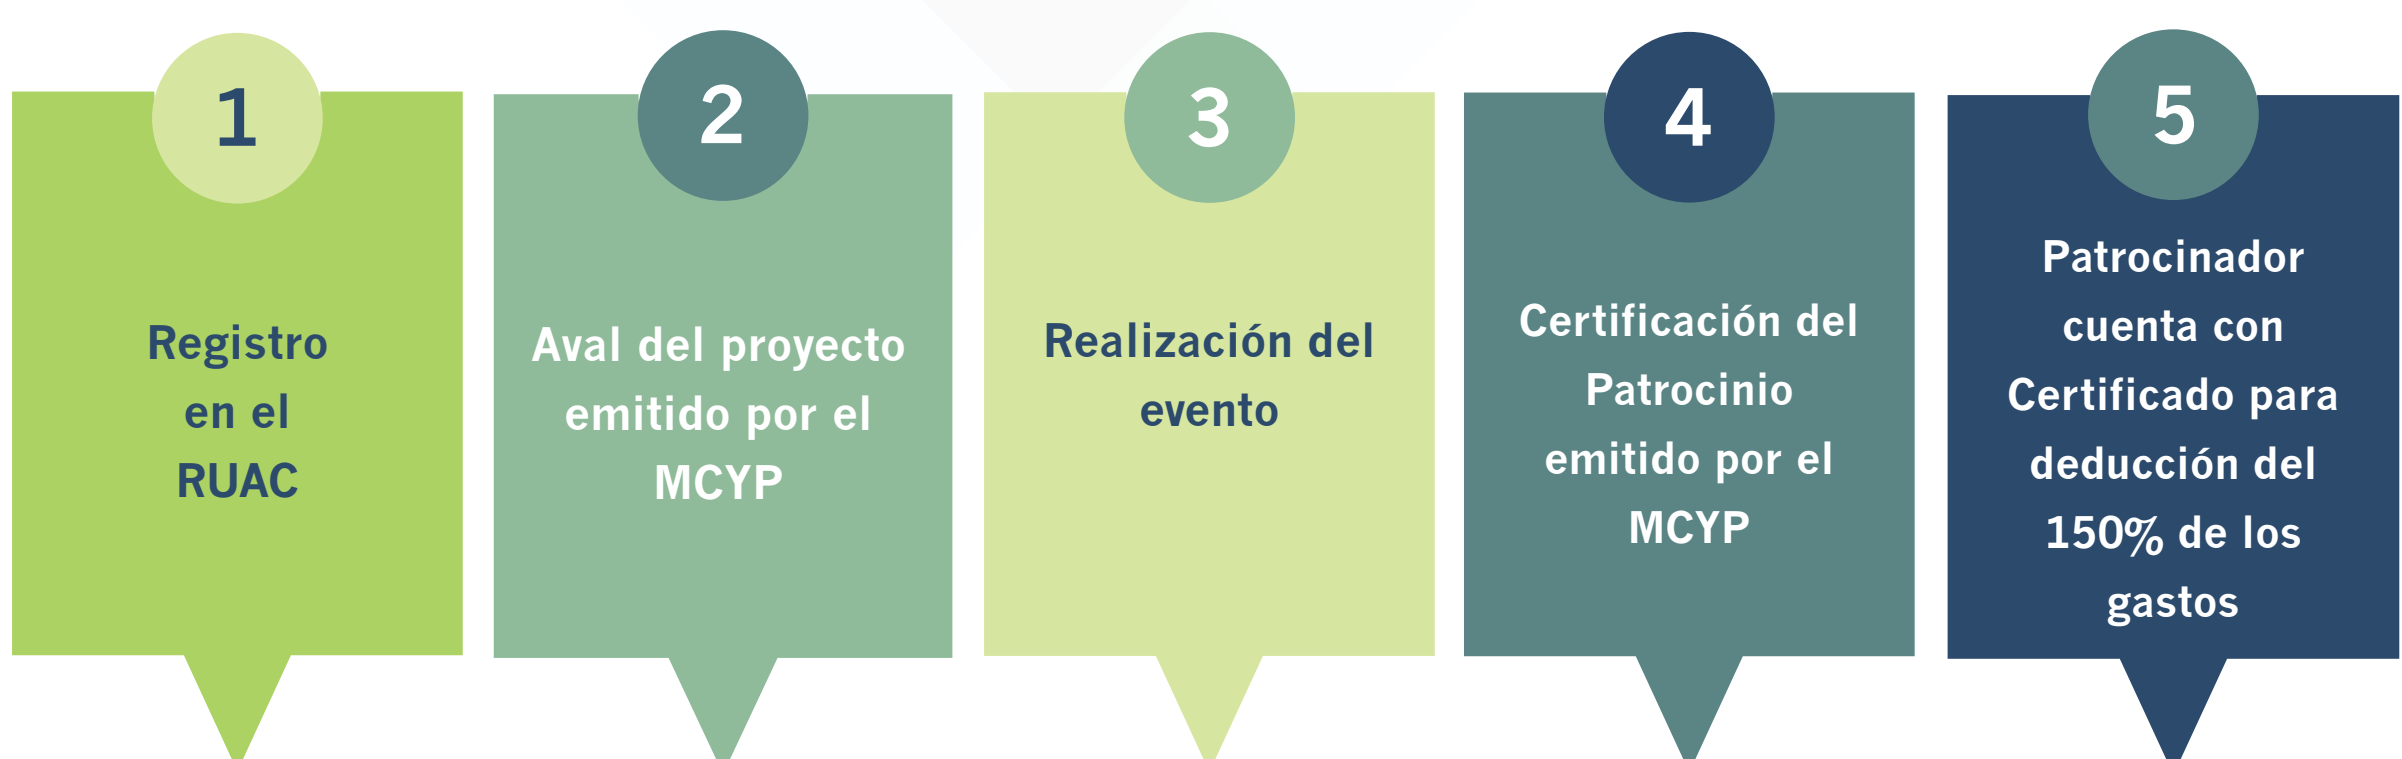 1
Registro
en el
RUAC
2
Aval del proyecto
emitido por el
MCYP
3
Realización del
evento
4
Certificación del
Patrocinio
emitido por el
MCYP
5
Patrocinador
cuenta con
Certificado para
deducción del
150% de los
gastos